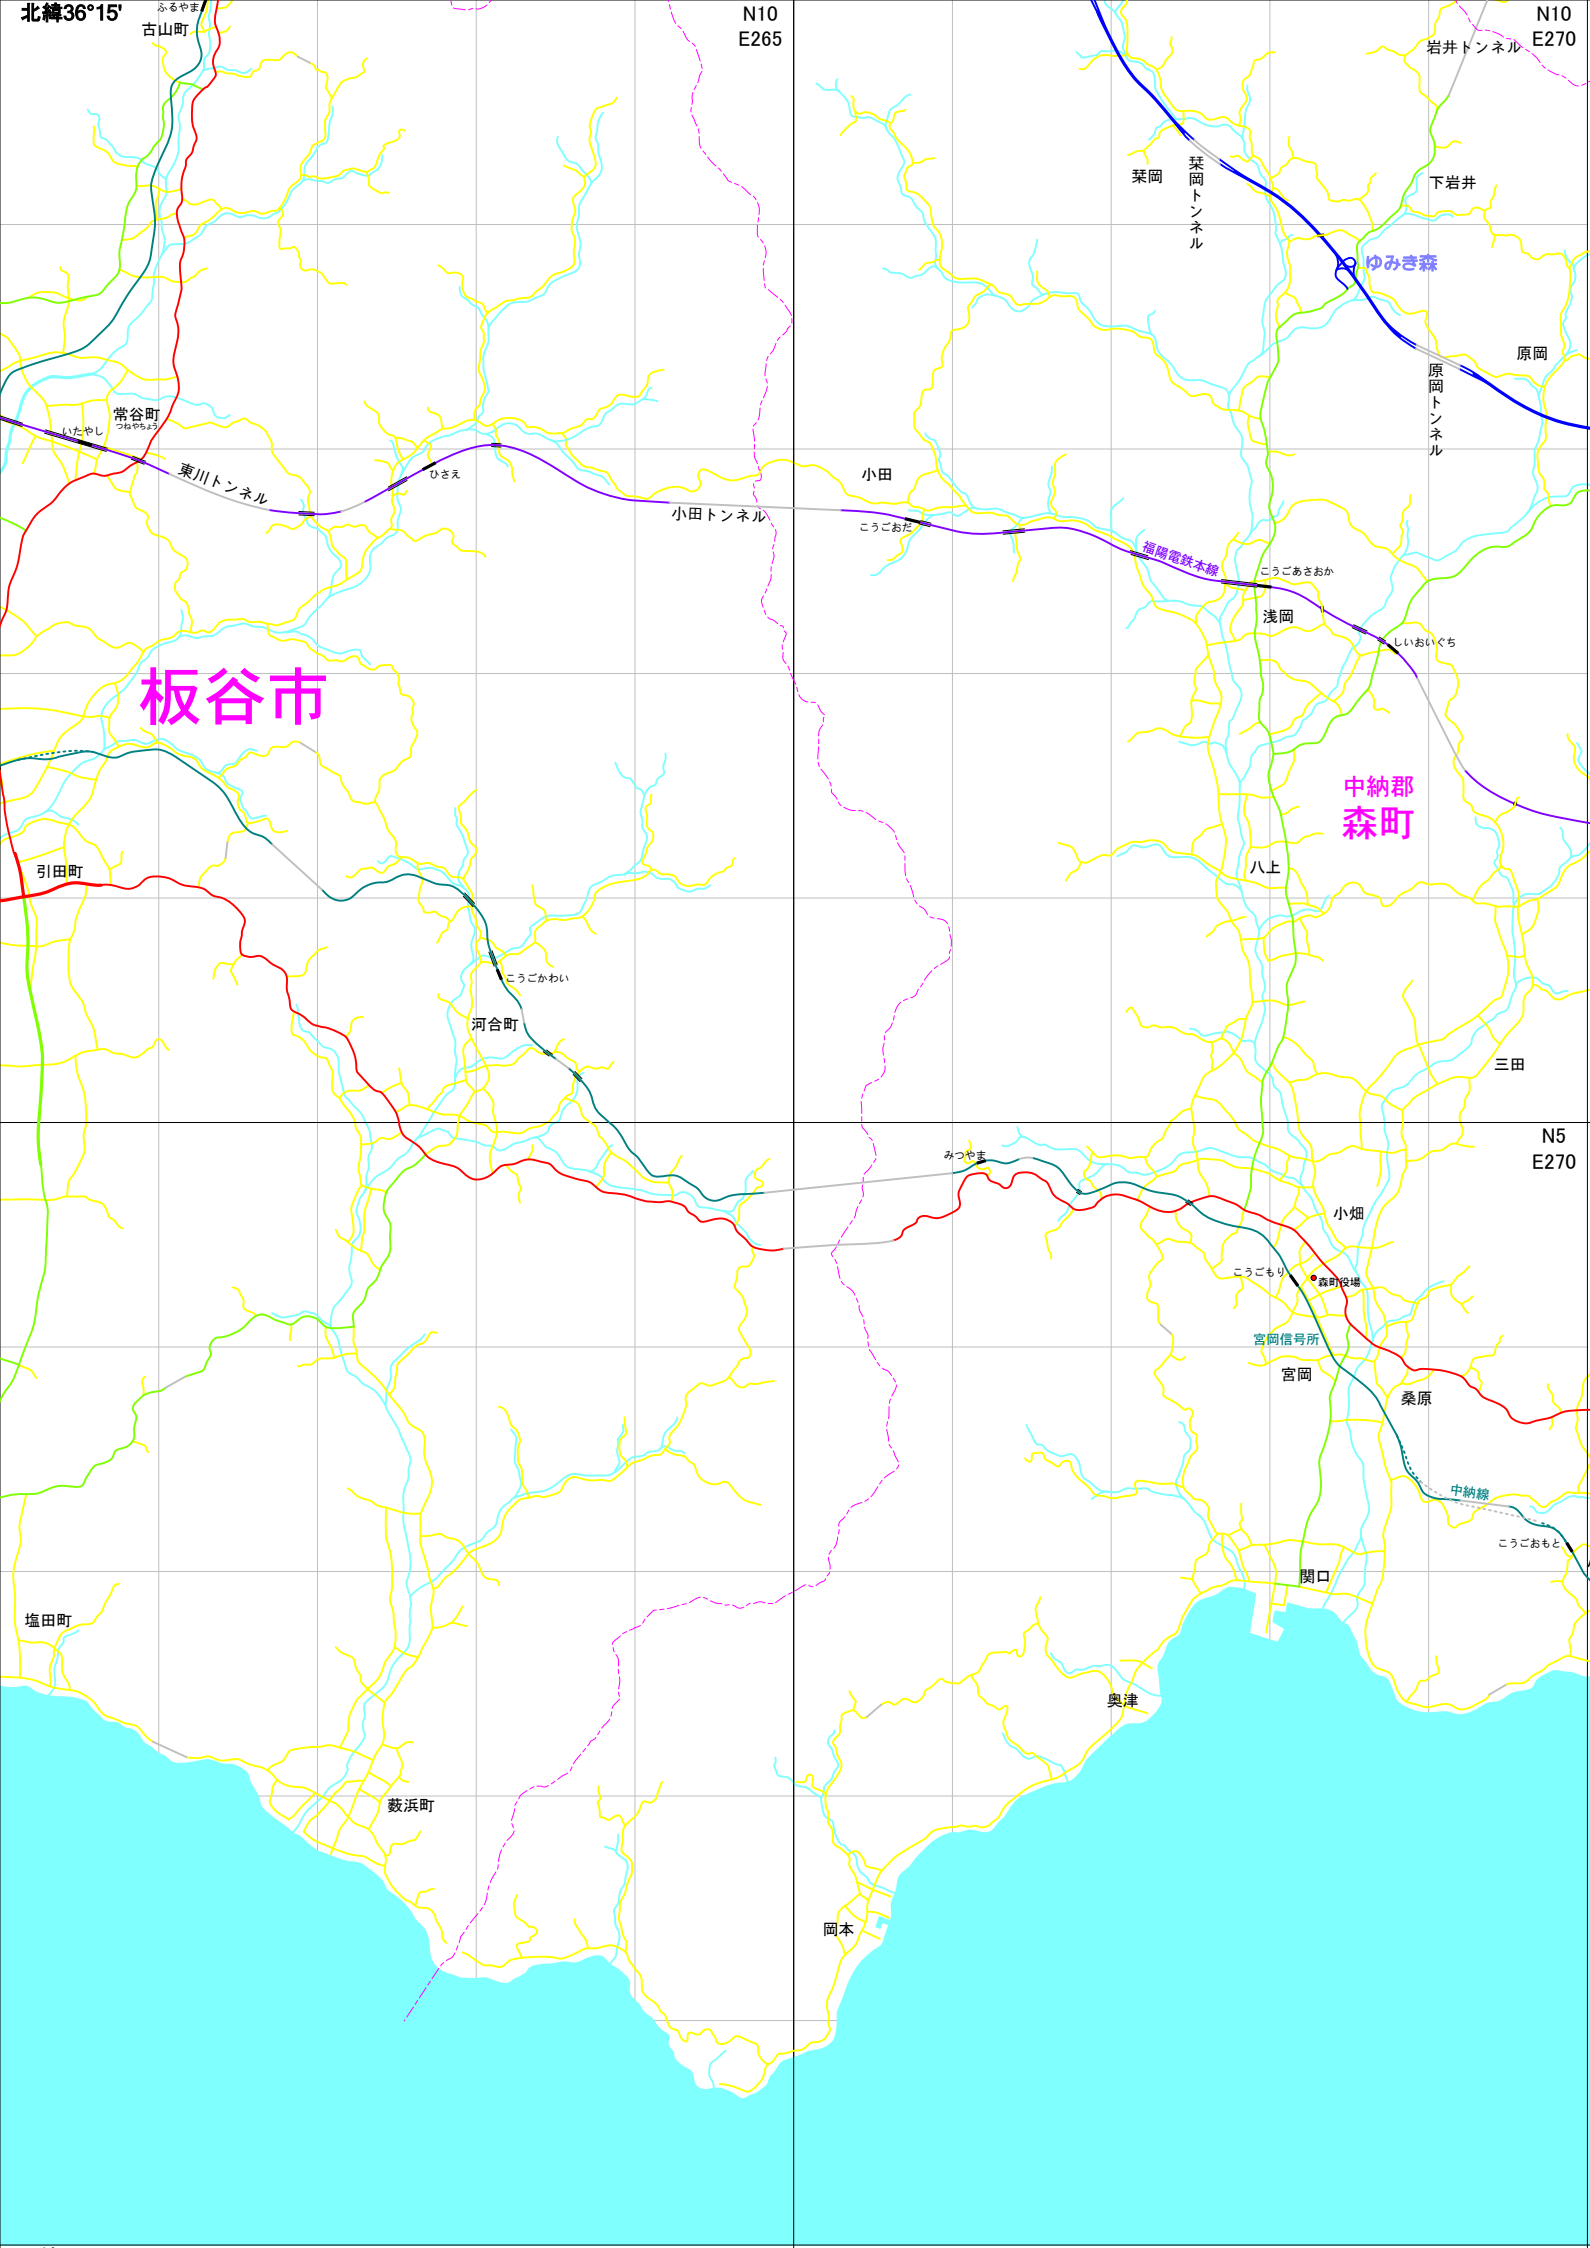 北緯36°15'
ふるやま
古山町
N10
E265
N10
E270
岩井トンネル
栞岡
栞岡トンネル
下岩井
ゆみき森
原岡
原岡トンネル
常谷町
つねやちょう
いたやし
東川トンネル
ひさえ
小田
小田トンネル
こうごおだ
福陽電鉄本線
こうごあさおか
浅岡
しいおいぐち
板谷市
中納郡
森町
引田町
八上
こうごかわい
河合町
三田
N5
E270
みつやま
小畑
こうごもり
森町役場
宮岡信号所
宮岡
桑原
中納線
こうごおもと
関口
塩田町
奥津
薮浜町
岡本